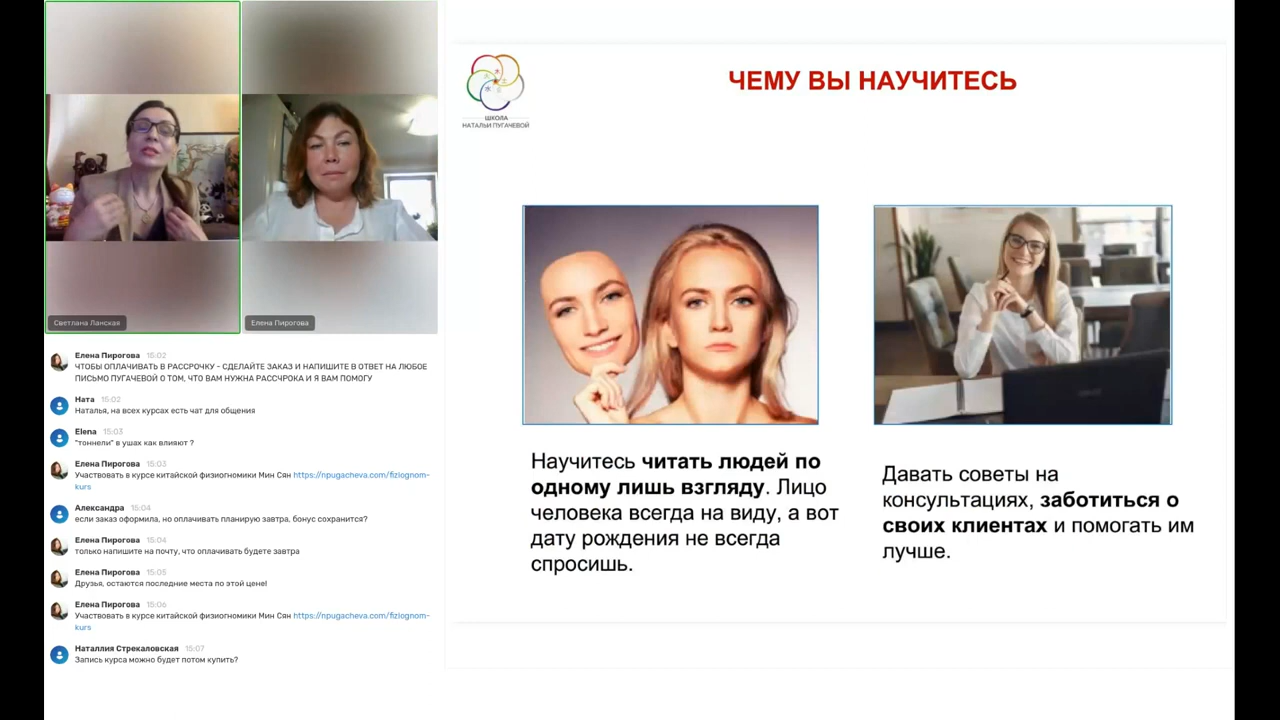 Светлана Ланская
Елена Пирогова
Елена Пирогова 15:02
ЧТОБЫ ОПЛАЧИВАТЬ В РАССРОЧКУ - СДЕЛАЙТЕ ЗАКАЗ И НАПИШИТЕ В ОТВЕТ НА ЛЮБОЕ
ПИСЬМО ПУГАЧЕВОЙ О ТОМ, ЧТО ВАМ НУЖНА РАССЧРОКА И Я ВАМ ПОМОГУ
Ната 15:02
Наталья, на всех курсах есть чат для общения
Elena 15:03
"тоннели" в ушах как влияют ?
Елена Пирогова 15:03
Участвовать в курсе китайской физиогномики Мин Сян https://npugacheva.com/fiziognom-
kurs
Александра 15:04
если заказ оформила, но оплачивать планирую завтра, бонус сохранится?
Елена Пирогова 15:04
только напишите на почту, что оплачивать будете завтра
Елена Пирогова 15:05
Друзья, остаются последние места по этой цене!
Елена Пирогова 15:06
Участвовать в курсе китайской физиогномики Мин Сян https://npugacheva.com/fiziognom-
kurs
Наталлия Стрекаловская 15:07
Запись курса можно будет потом купить?
ШКОЛА
НАТАЛЬИ ПУГАЧЕВОЙ
ЧЕМУ ВЫ НАУЧИТЕСЬ
Научитесь читать людей по
одному лишь взгляду. Лицо
человека всегда на виду, а вот
дату рождения не всегда
спросишь.
Давать советы на
консультациях, заботиться о
своих клиентах и помогать им
лучше.